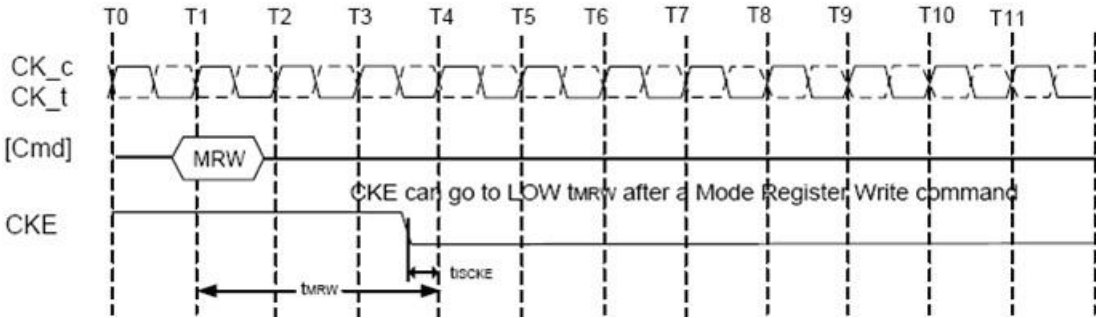 T0 T1 T2 T3 T4 T5 T6 T7 T8 T9 T10 T11
CK_c
CK_t
[Cmd]
MRW
CKE can go to LOW tMRW after a Mode Register Write command
CKE
tISCKE
tMRW